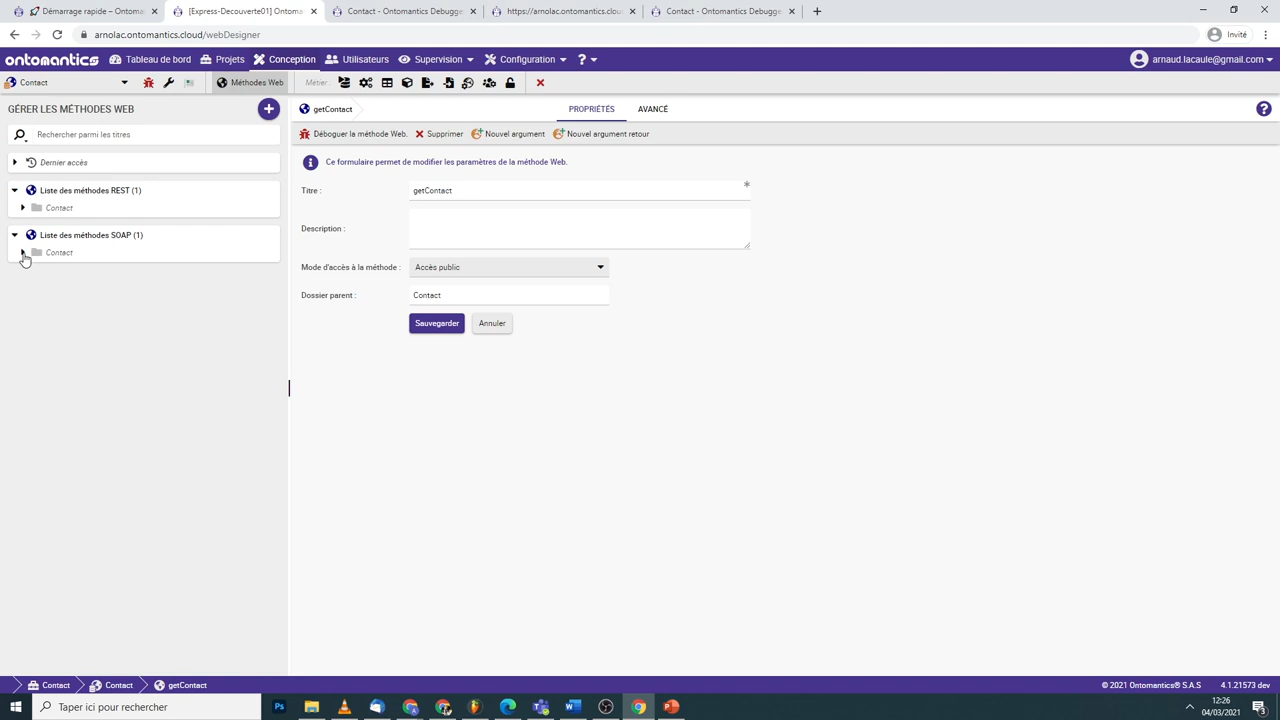 Démarrage rapide – Ontoma
[Express-Decouverte01] Ontoma
Contact - Ontomantics Debugge
https://arnolac.ontomantics.clou
Contact - Ontomantics Debugge
arnolac.ontomantics.cloud/webDesigner
Invité
ontomantics
Tableau de bord
Projets
Conception
Utilisateurs
Supervision
Configuration
?
arnaud.lacaule@gmail.com
Contact
Méthodes Web
Métier :
GÉRER LES MÉTHODES WEB
getContact
PROPRIÉTÉS
AVANCÉ
Rechercher parmi les titres
Déboguer la méthode Web.
Supprimer
Nouvel argument
Nouvel argument retour
Dernier accès
Ce formulaire permet de modifier les paramètres de la méthode Web.
Liste des méthodes REST (1)
Contact
Liste des méthodes SOAP (1)
Contact
Titre :
getContact
*
Description :
Mode d'accès à la méthode :
Accès public
Dossier parent :
Contact
Sauvegarder
Annuler
Contact
Contact
getContact
© 2021 Ontomantics® S.A.S
4.1.21573 dev
Taper ici pour rechercher
12:26
04/03/2021